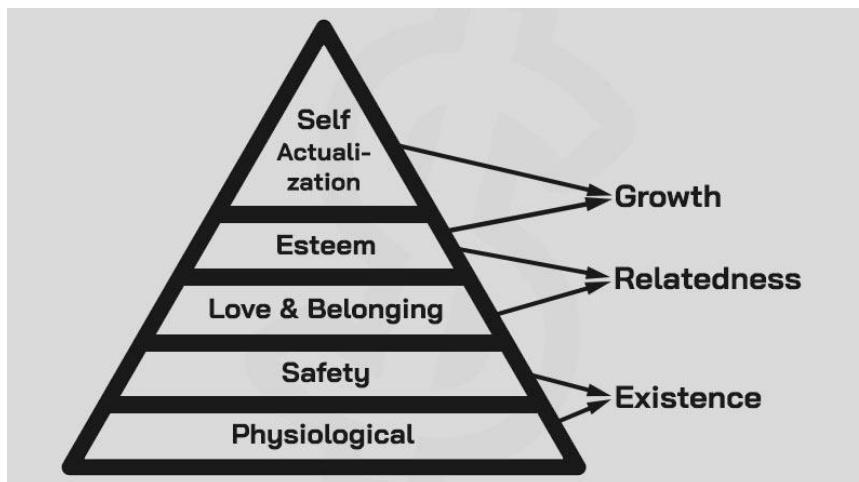 Self
Actuali-
zation
Growth
Esteem
Relatedness
Love & Belonging
Safety
Existence
Physiological